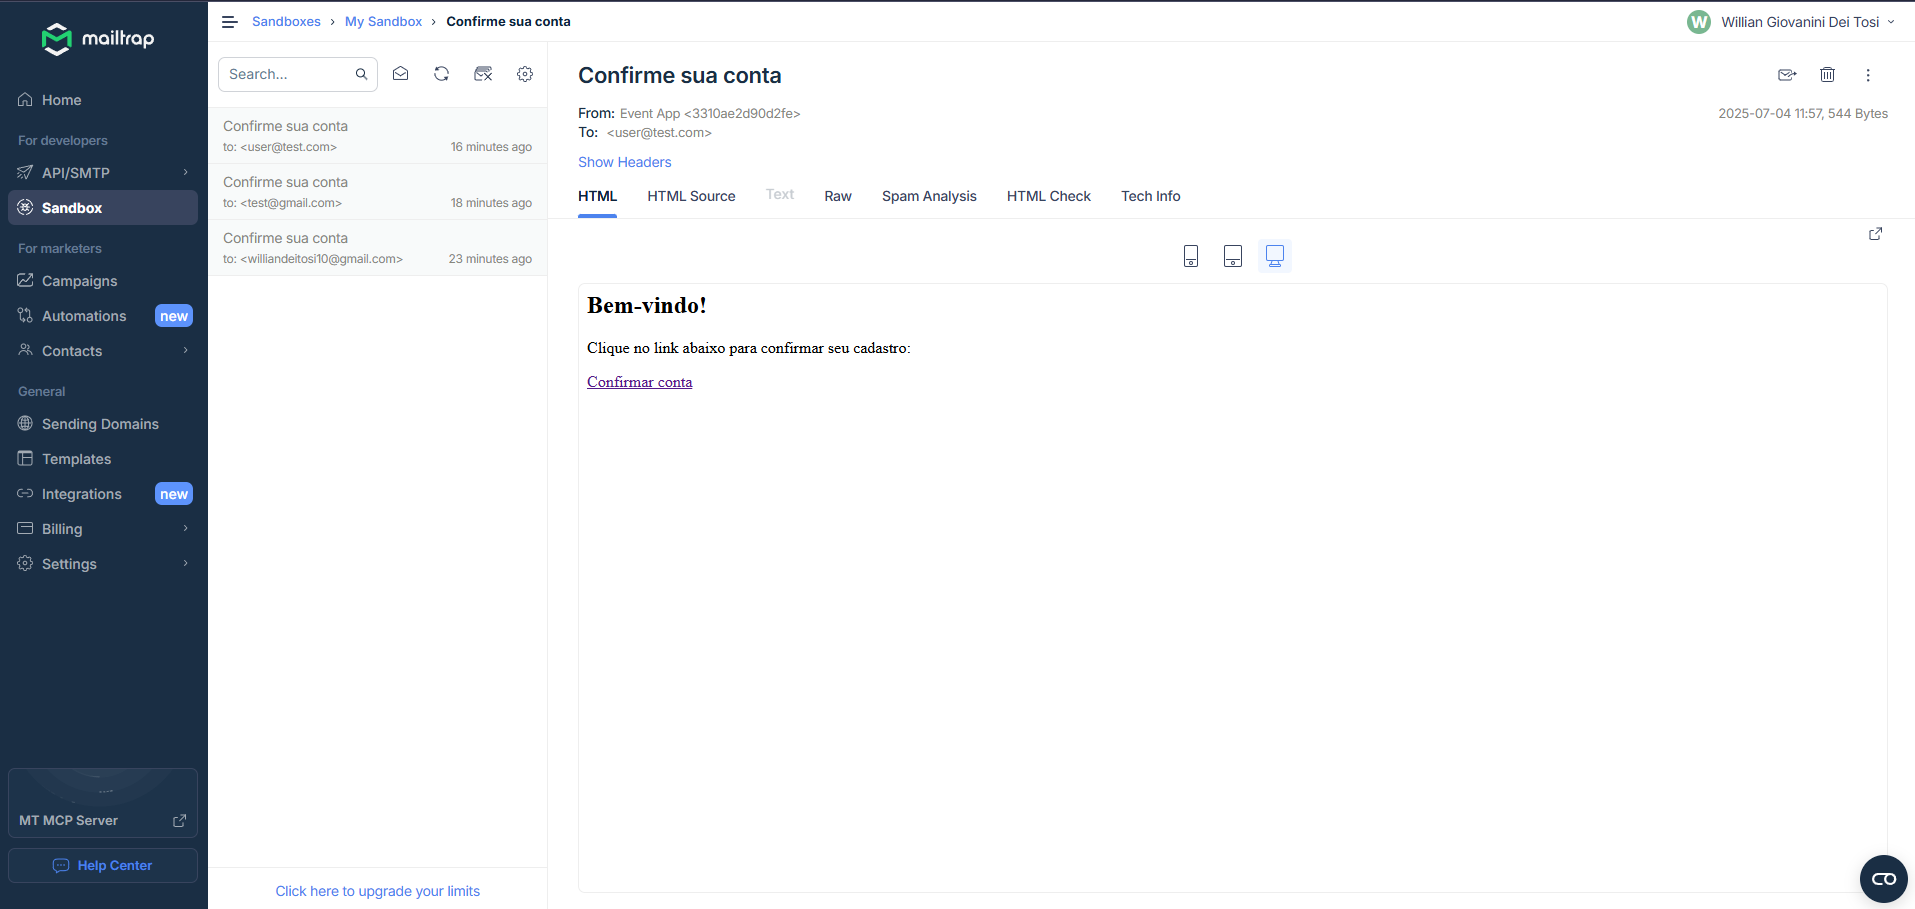 mailtrap
Home
For developers
API/SMTP
Sandbox
For marketers
Campaigns
Automations new
Contacts
General
Sending Domains
Templates
Integrations new
Billing
Settings
MT MCP Server
Help Center
Sandboxes › My Sandbox › Confirme sua conta
W Willian Giovanini Dei Tosi
Search...
Confirme sua conta
to: <user@test.com> 16 minutes ago
Confirme sua conta
to: <test@gmail.com> 18 minutes ago
Confirme sua conta
to: <williandeitosi10@gmail.com> 23 minutes ago
Click here to upgrade your limits
Confirme sua conta
From: Event App <3310ae2d90d2fe>
2025-07-04 11:57, 544 Bytes
To: <user@test.com>
Show Headers
HTML HTML Source Text Raw Spam Analysis HTML Check Tech Info
Bem-vindo!
Clique no link abaixo para confirmar seu cadastro:
Confirmar conta